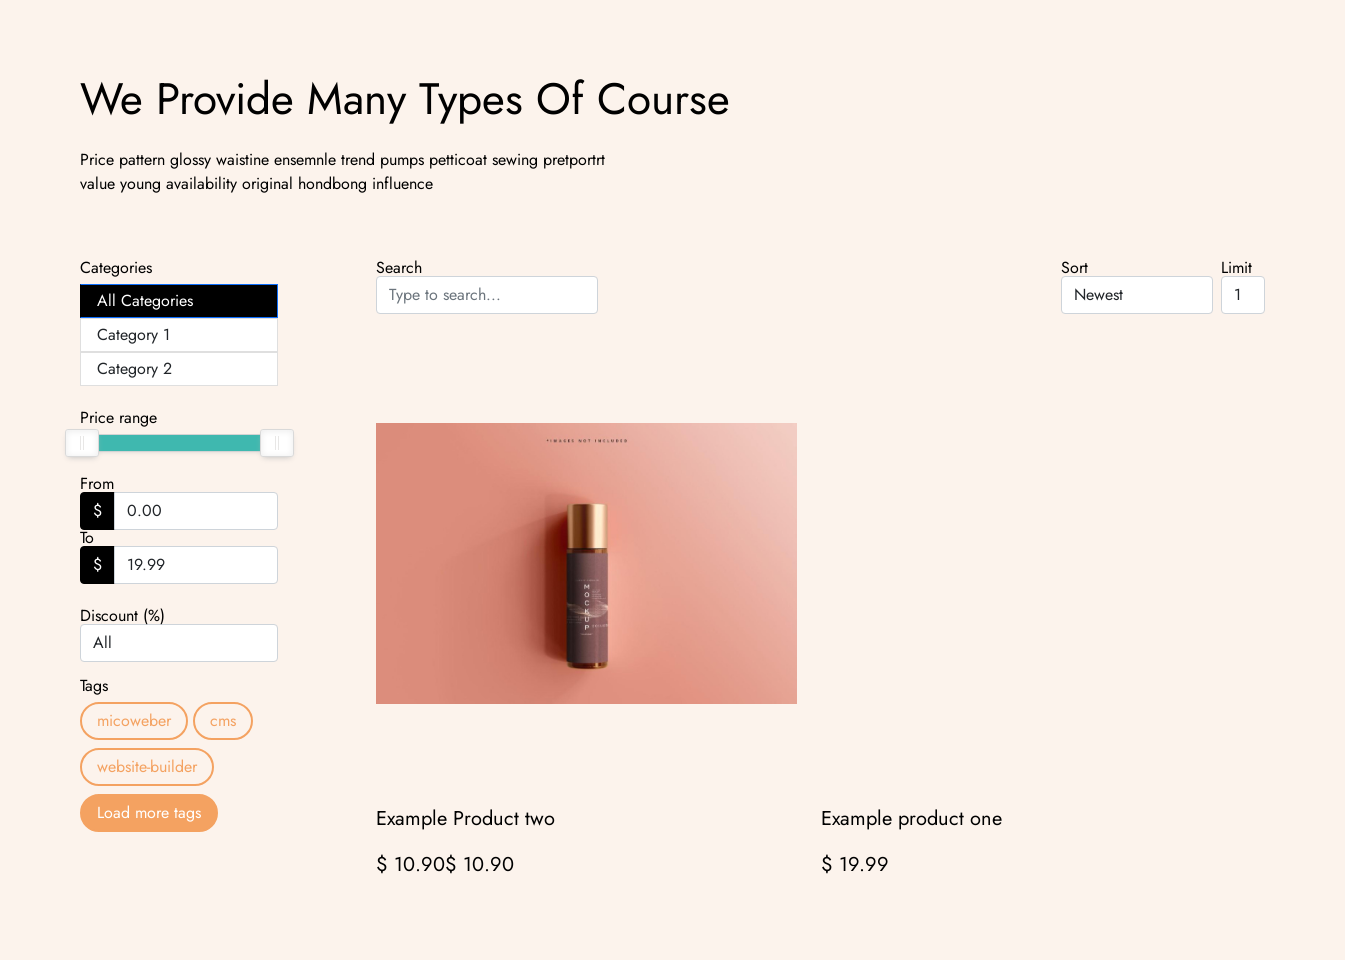 We Provide Many Types Of Course
Price pattern glossy waistine ensemnle trend pumps petticoat sewing pretportrt
value young availability original hondbong influence
Categories
All Categories
Category 1
Category 2
Price range
From
$ 0.00
To
$ 19.99
Discount (%)
All
Tags
micoweber cms
website-builder
Load more tags
Search
Type to search...
Sort
Newest
Limit
1
*IMAGES NOT INCLUDED
MOCKUP
Example Product two
$ 10.90$ 10.90
Example product one
$ 19.99